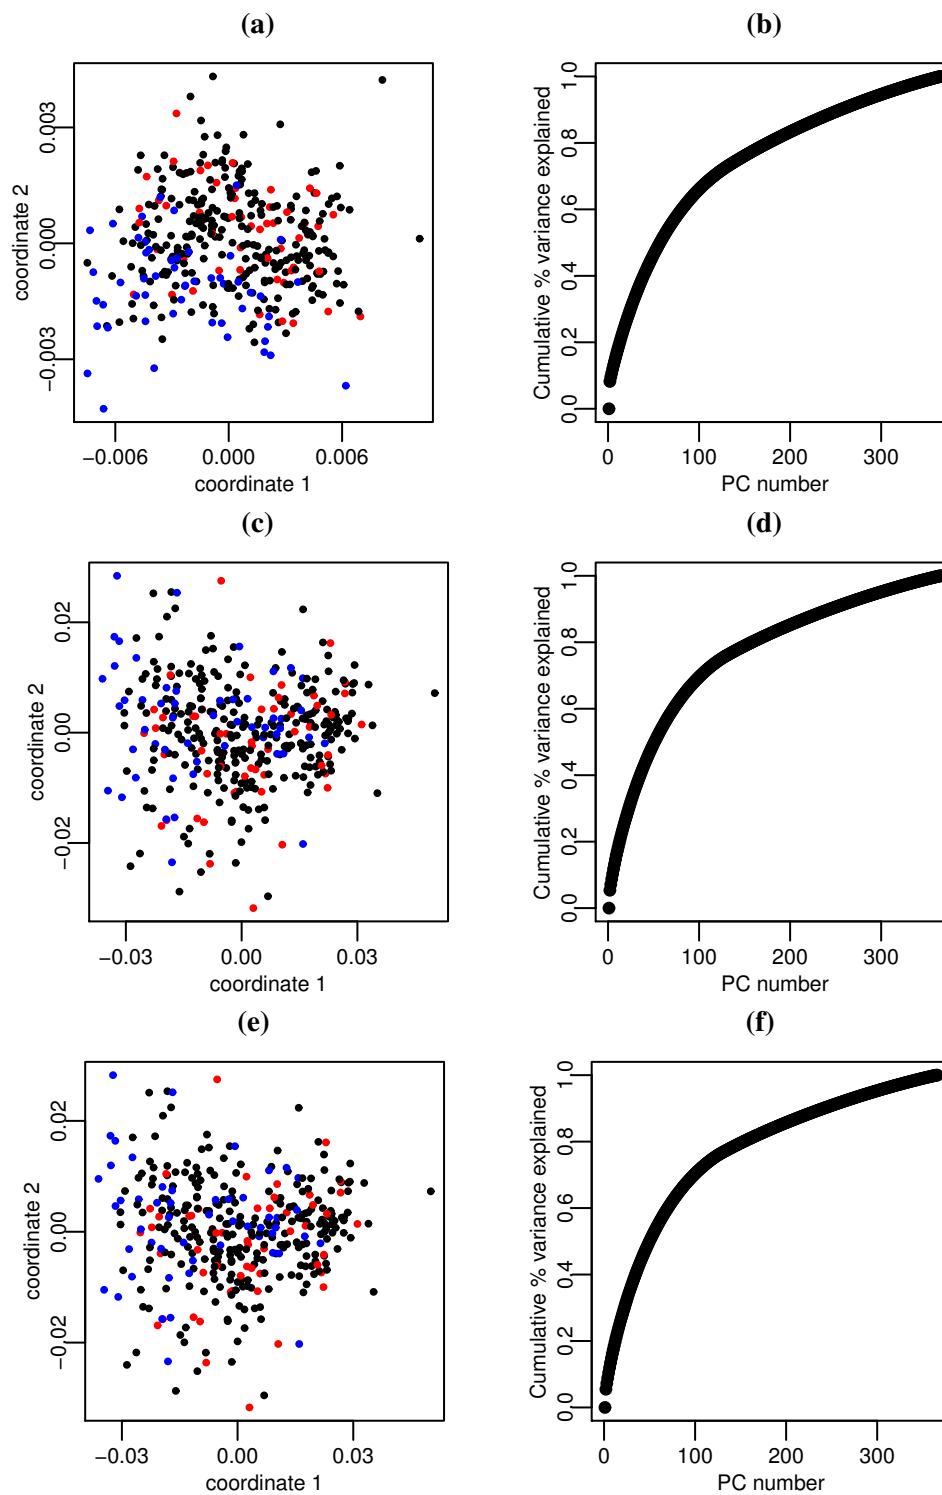 (a)
coordinate 2
0.003
0.000
−0.003
−0.006
0.000
0.006
coordinate 1
(b)
Cumulative % variance explained
1.0
0.8
0.6
0.4
0.2
0.0
0
100
200
300
PC number
(c)
coordinate 2
0.02
0.00
−0.02
−0.03
0.00
0.03
coordinate 1
(d)
Cumulative % variance explained
1.0
0.8
0.6
0.4
0.2
0.0
0
100
200
300
PC number
(e)
coordinate 2
0.02
0.00
−0.02
−0.03
0.00
0.03
coordinate 1
(f)
Cumulative % variance explained
1.0
0.8
0.6
0.4
0.2
0.0
0
100
200
300
PC number